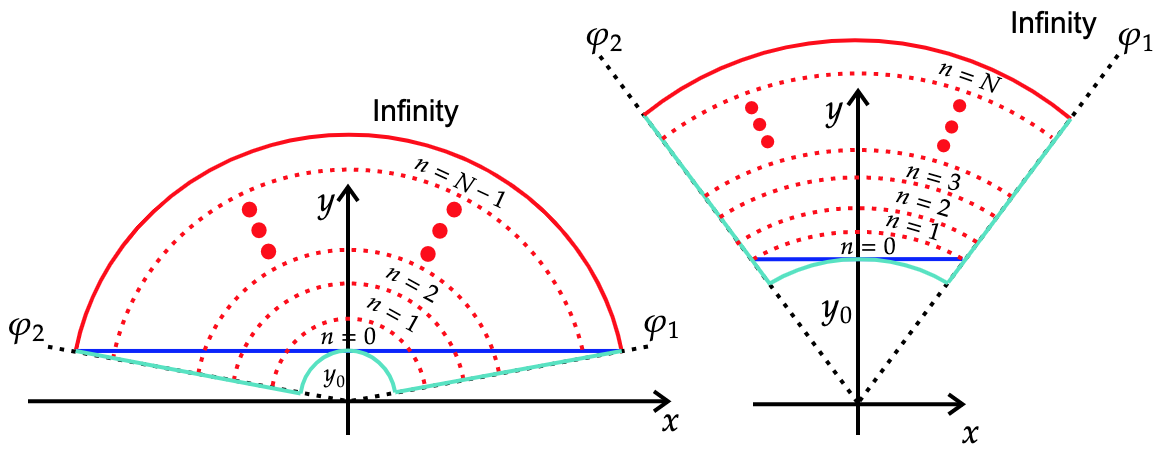 Infinity
n = N − 1
y
n = 2
n = 1
n = 0
y₀
φ₂
φ₁
x
Infinity
φ₂
φ₁
n = N
y
n = 3
n = 2
n = 1
n = 0
y₀
x